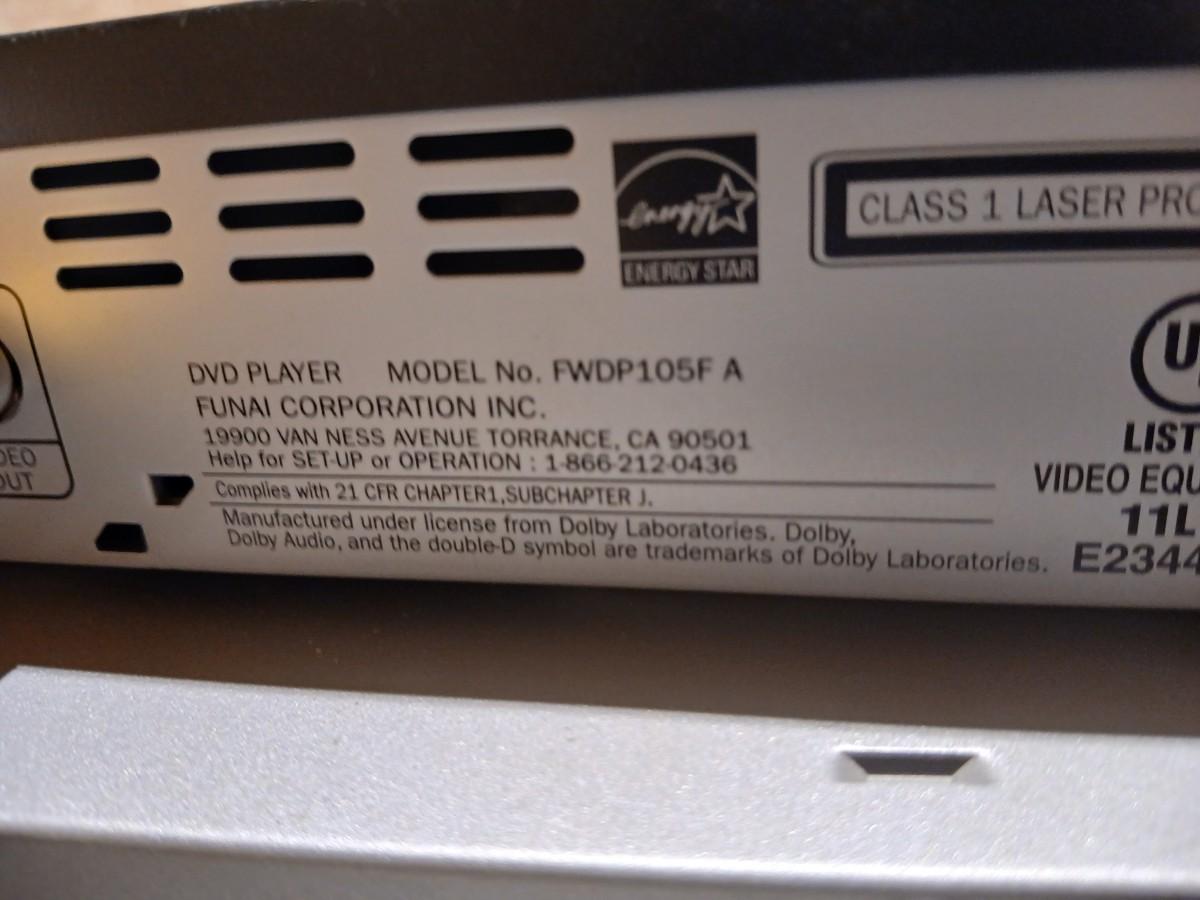 energy
ENERGY STAR
CLASS 1 LASER
DVD PLAYER MODEL No. FWDP105F A
FUNAI CORPORATION INC.
19900 VAN NESS AVENUE TORRANCE, CA 90501
Help for SET-UP or OPERATION : 1-866-212-0436
Complies with 21 CFR CHAPTER1,SUBCHAPTER J.
Manufactured under license from Dolby Laboratories. Dolby,
Dolby Audio, and the double-D symbol are trademarks of Dolby Laboratories.
OUT
LIST
VIDEO EQU
11L
E2344